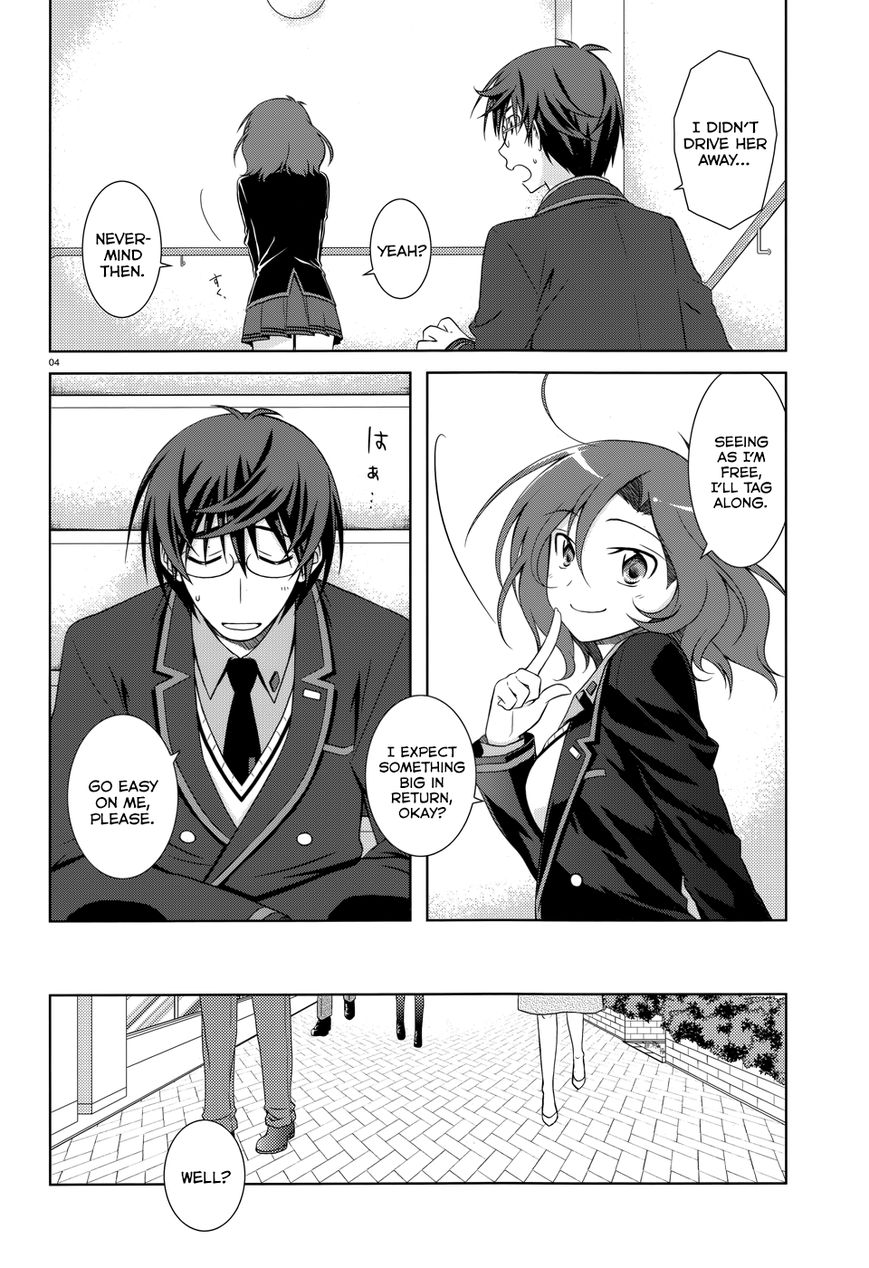 I DIDN'T
DRIVE HER
AWAY...
YEAH?
NEVER-
MIND
THEN.
すく
04
SEEING
AS I'M
FREE,
I'LL TAG
ALONG.
I EXPECT
SOMETHING
BIG IN
RETURN,
OKAY?
はぁ…
GO EASY
ON ME,
PLEASE.
WELL?